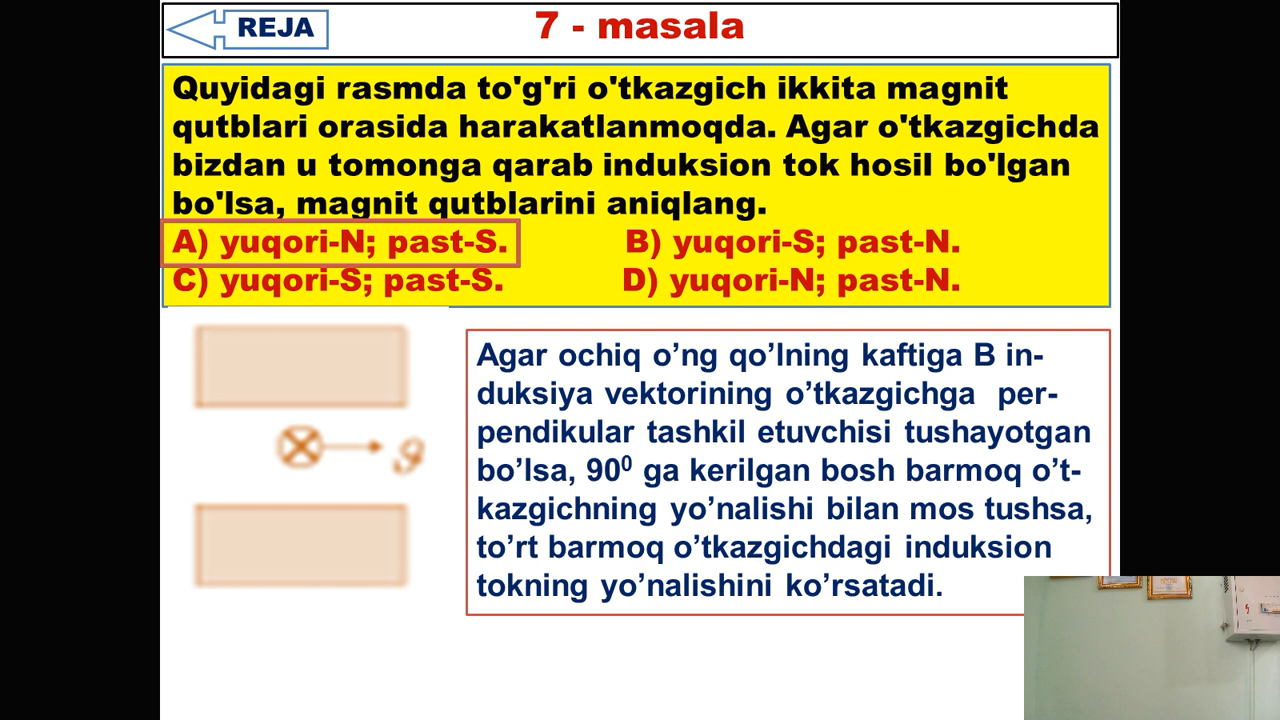 REJA
7 - masala
Quyidagi rasmda to'g'ri o'tkazgich ikkita magnit
qutblari orasida harakatlanmoqda. Agar o'tkazgichda
bizdan u tomonga qarab induksion tok hosil bo'lgan
bo'lsa, magnit qutblarini aniqlang.
A) yuqori-N; past-S. B) yuqori-S; past-N.
C) yuqori-S; past-S. D) yuqori-N; past-N.
Agar ochiq o’ng qo’lning kaftiga B in-
duksiya vektorining o’tkazgichga per-
pendikular tashkil etuvchisi tushayotgan
bo’lsa, 90⁰ ga kerilgan bosh barmoq o’t-
kazgichning yo’nalishi bilan mos tushsa,
to’rt barmoq o’tkazgichdagi induksion
tokning yo’nalishini ko’rsatadi.
ϑ